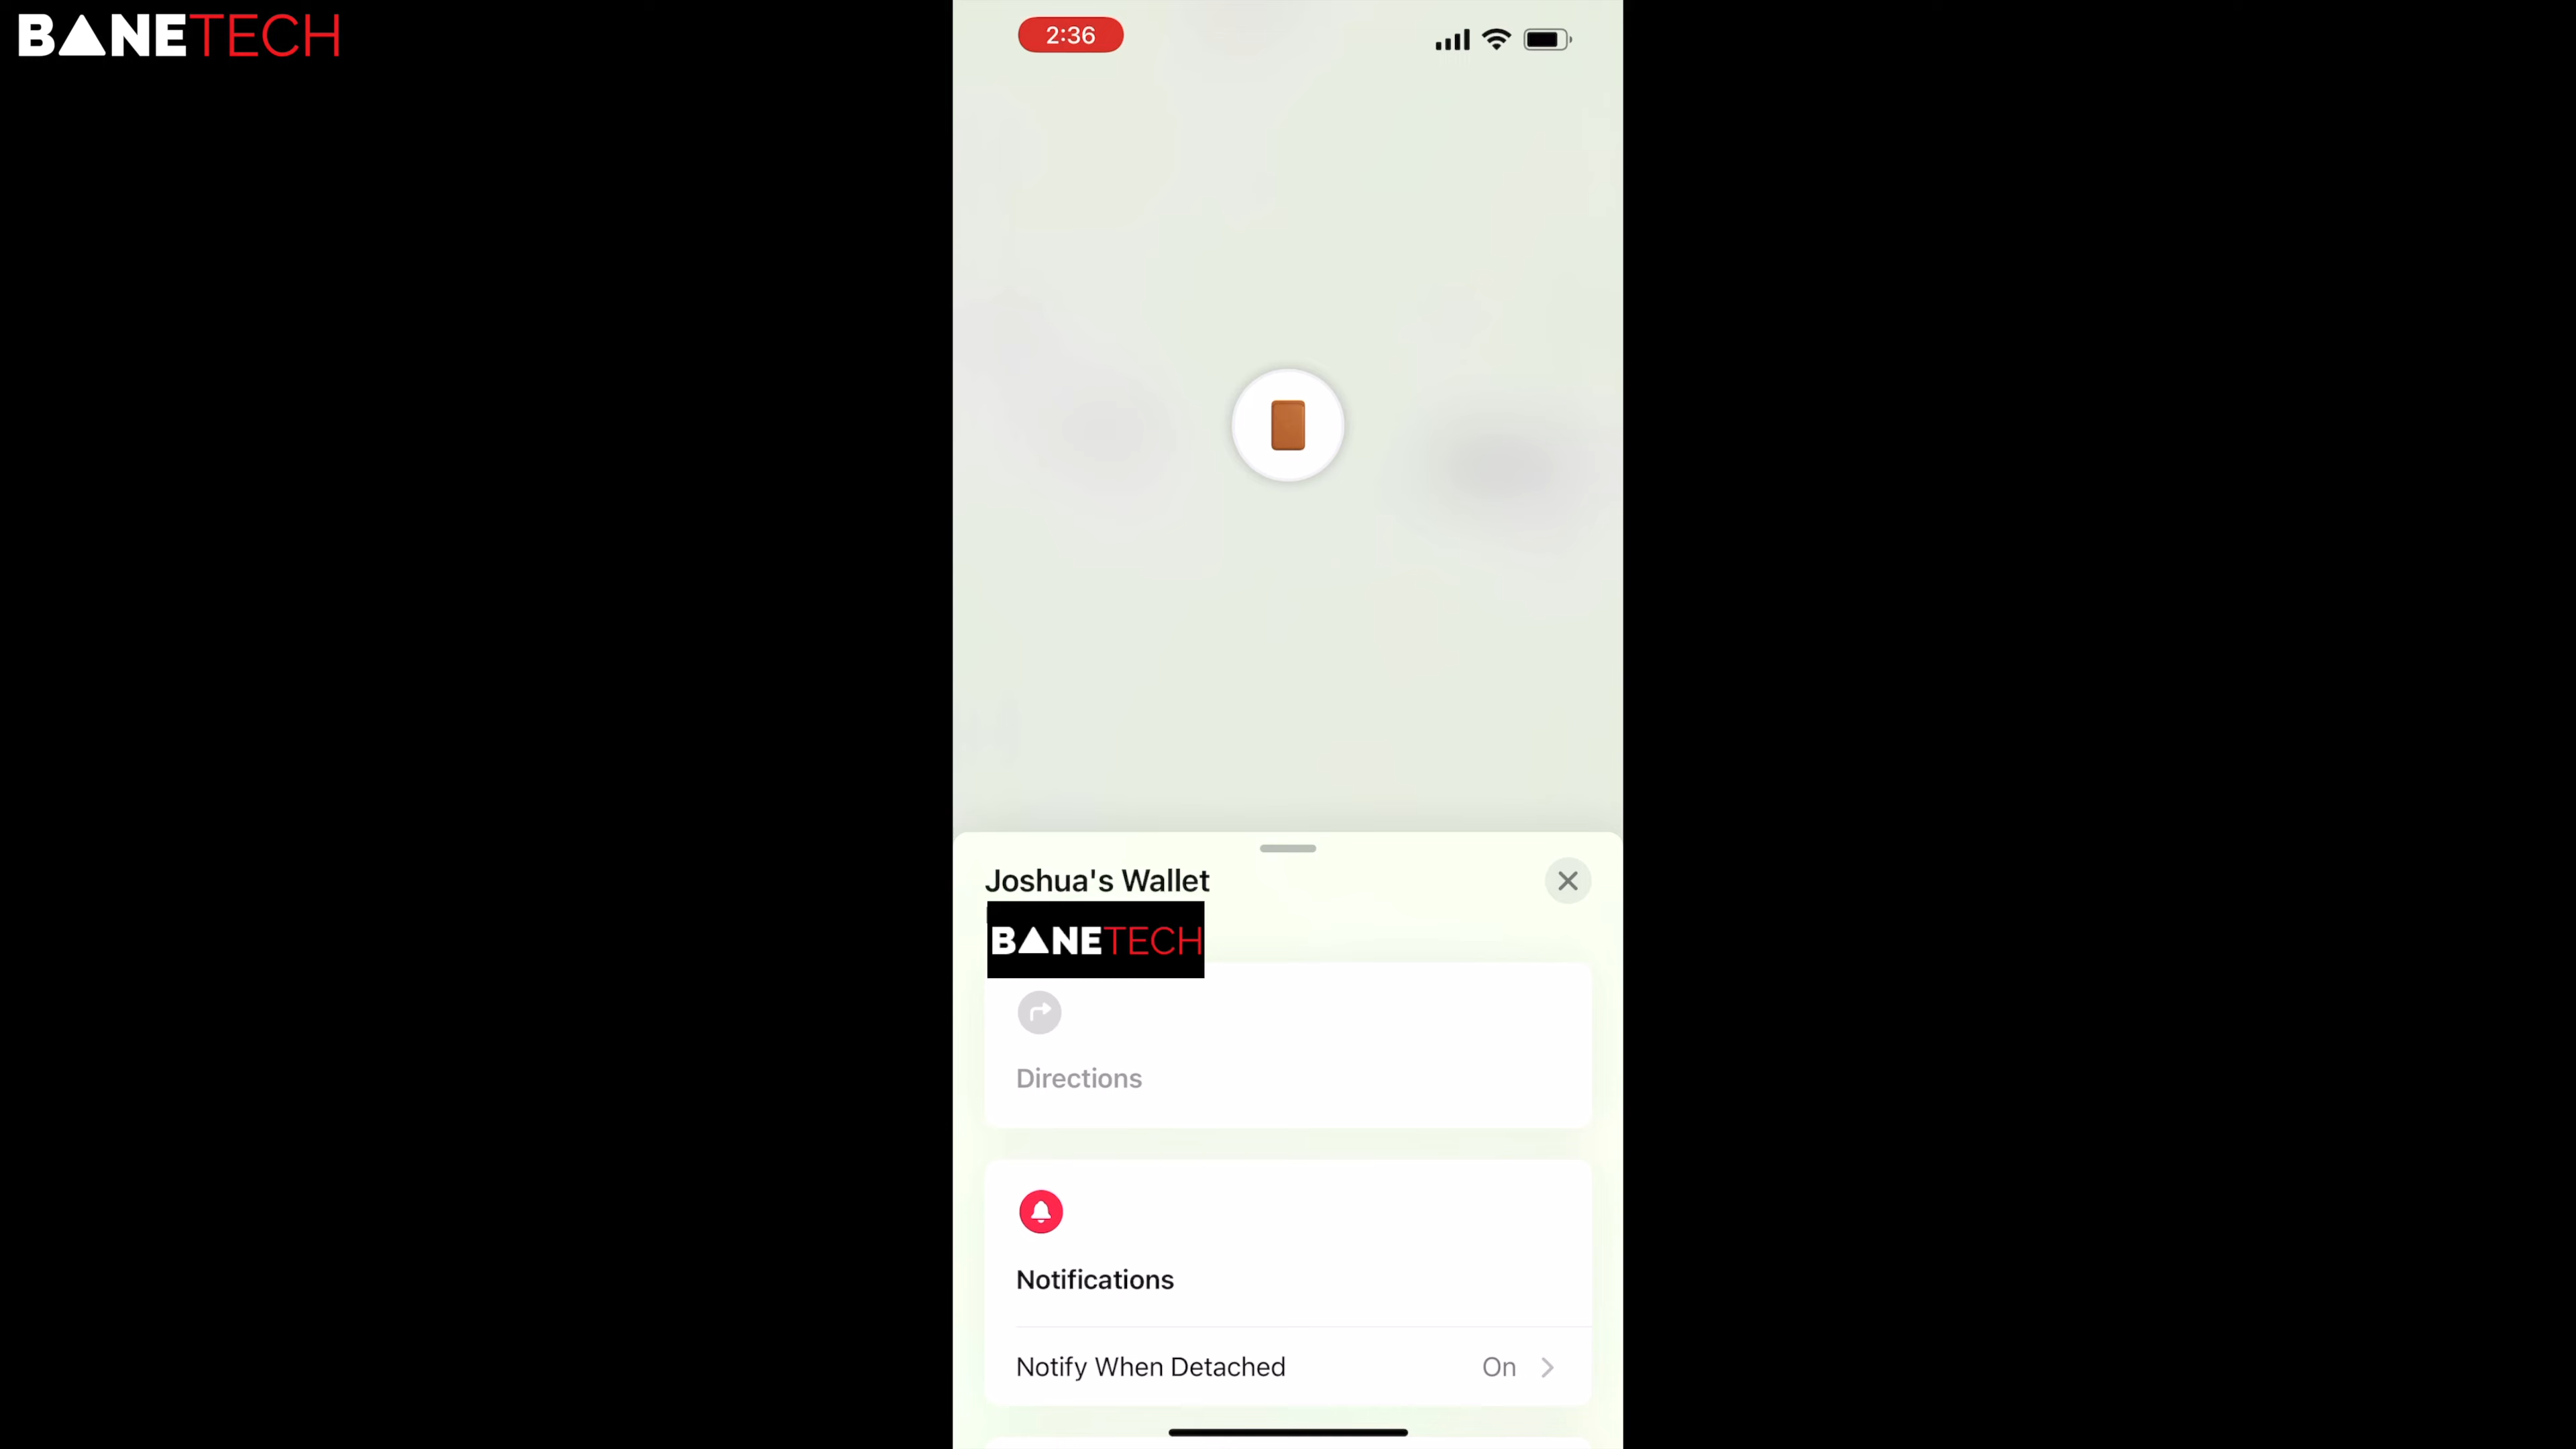 BANETECH
2:36
Joshua's Wallet
BANETECH
Directions
Notifications
Notify When Detached On